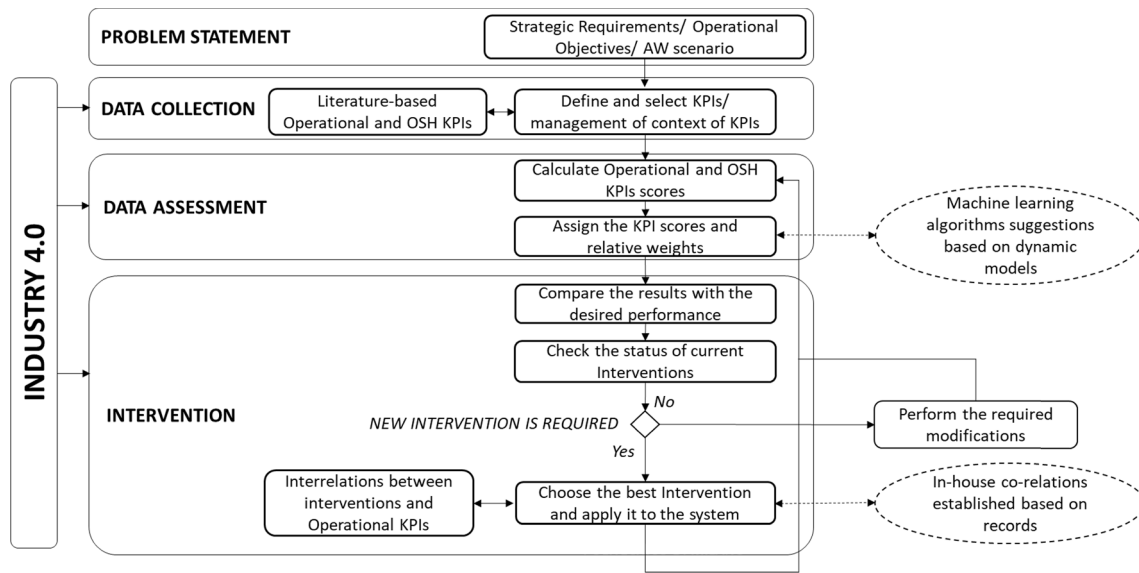 PROBLEM STATEMENT
Strategic Requirements/ Operational
Objectives/ AW scenario
INDUSTRY 4.0
DATA COLLECTION
Literature-based
Operational and OSH KPIs
Define and select KPIs/
management of context of KPIs
DATA ASSESSMENT
Calculate Operational and OSH
KPIs scores
Assign the KPI scores and
relative weights
Machine learning
algorithms suggestions
based on dynamic
models
INTERVENTION
Compare the results with the
desired performance
Check the status of current
Interventions
No
NEW INTERVENTION IS REQUIRED
Yes
Perform the required
modifications
Interrelations between
interventions and
Operational KPIs
Choose the best Intervention
and apply it to the system
In-house co-relations
established based on
records